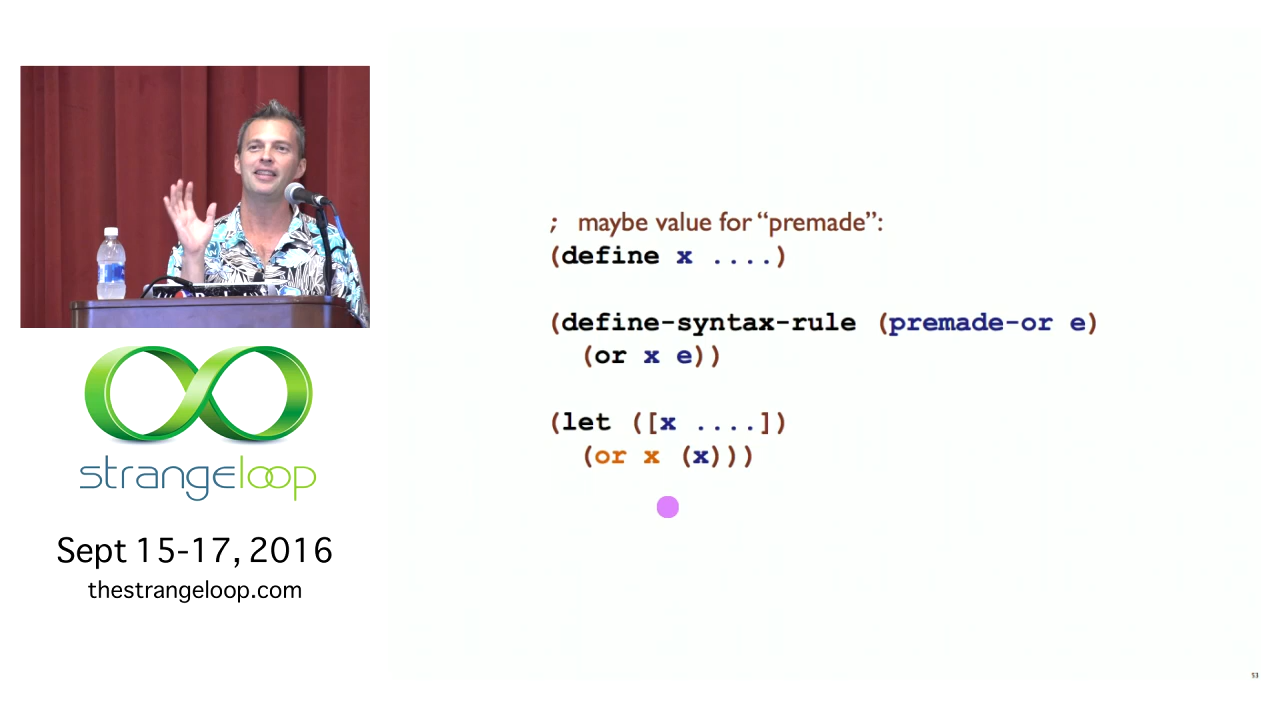 ; maybe value for “premade”:
(define x ....)
(define-syntax-rule (premade-or e)
(or x e))
(let ([x ....])
(or x (x)))
strangeloop
Sept 15-17, 2016
thestrangeloop.com
53